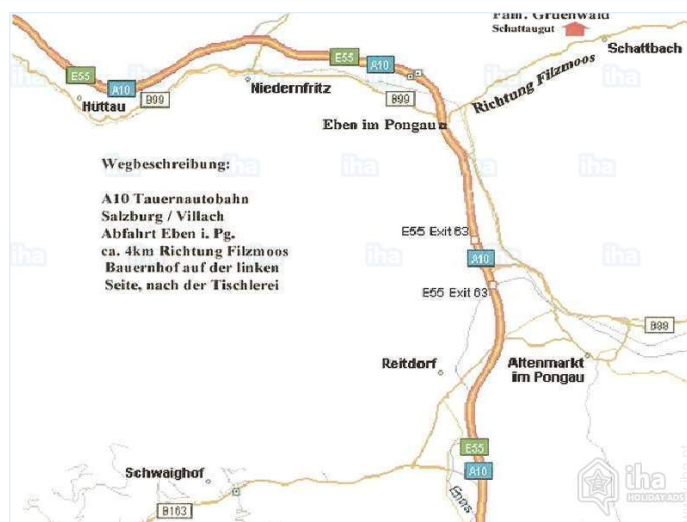 Fam. Gruenwald
Schattaugut
Schattbach
E55
A10
Hüttau
B99
Niedernfritz
E55
A10
B99
Richtung Filzmoos
Eben im Pongau
Wegbeschreibung:
A10 Tauernautobahn
Salzburg / Villach
Abfahrt Eben i. Pg.
ca. 4km Richtung Filzmoos
Bauernhof auf der linken
Seite, nach der Tischlerei
E55 Exit 63
A10
E55 Exit 63
B99
Reitdorf
Altenmarkt
im Pongau
E55
A10
Schwaighof
B163
Enns
iha
HOLIDAY ADS